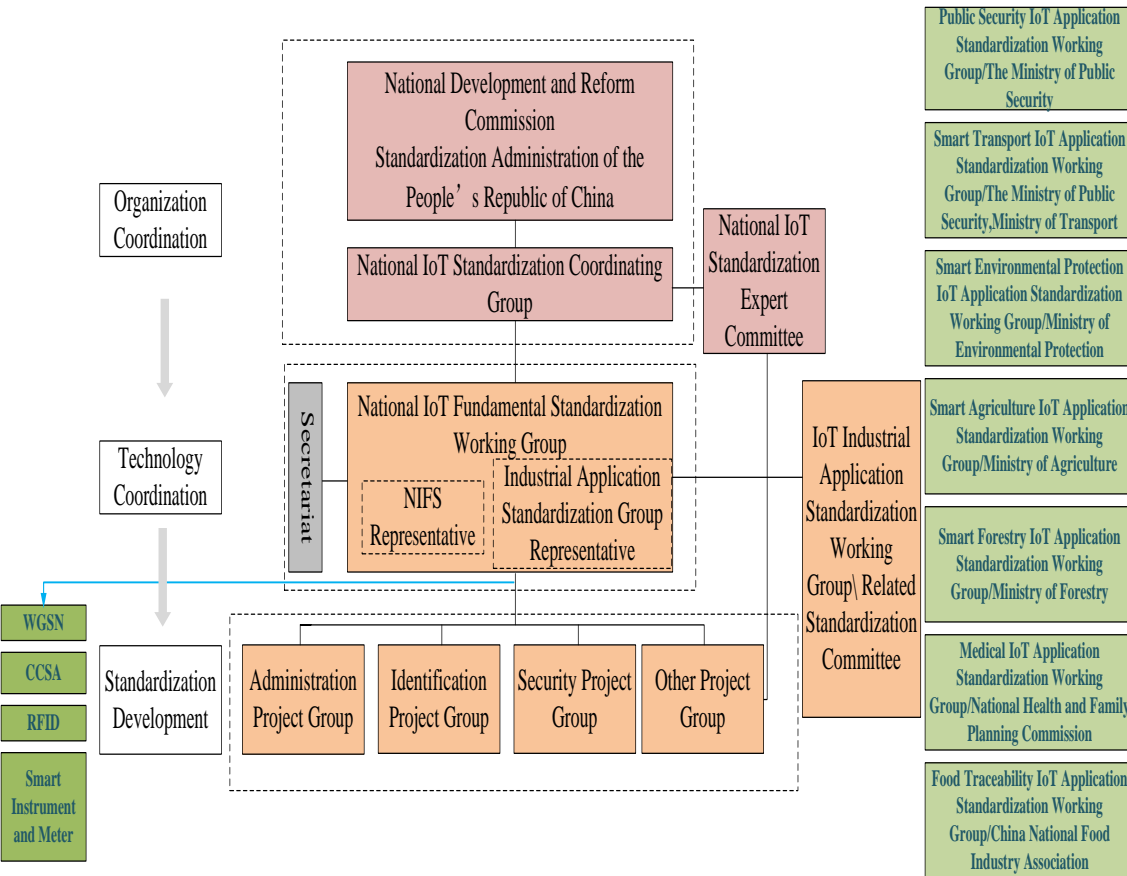 Organization
Coordination
Technology
Coordination
Standardization
Development
WGSN
CCSA
RFID
Smart
Instrument
and Meter
National Development and Reform
Commission
Standardization Administration of the
People’s Republic of China
National IoT Standardization Coordinating
Group
National IoT
Standardization
Expert
Committee
Secretariat
National IoT Fundamental Standardization
Working Group
NIFS
Representative
Industrial Application
Standardization Group
Representative
IoT Industrial
Application
Standardization
Working
Group\ Related
Standardization
Committee
Administration
Project Group
Identification
Project Group
Security Project
Group
Other Project
Group
Public Security IoT Application
Standardization Working
Group/The Ministry of Public
Security
Smart Transport IoT Application
Standardization Working
Group/The Ministry of Public
Security,Ministry of Transport
Smart Environmental Protection
IoT Application Standardization
Working Group/Ministry of
Environmental Protection
Smart Agriculture IoT Application
Standardization Working
Group/Ministry of Agriculture
Smart Forestry IoT Application
Standardization Working
Group/Ministry of Forestry
Medical IoT Application
Standardization Working
Group/National Health and Family
Planning Commission
Food Traceability IoT Application
Standardization Working
Group/China National Food
Industry Association